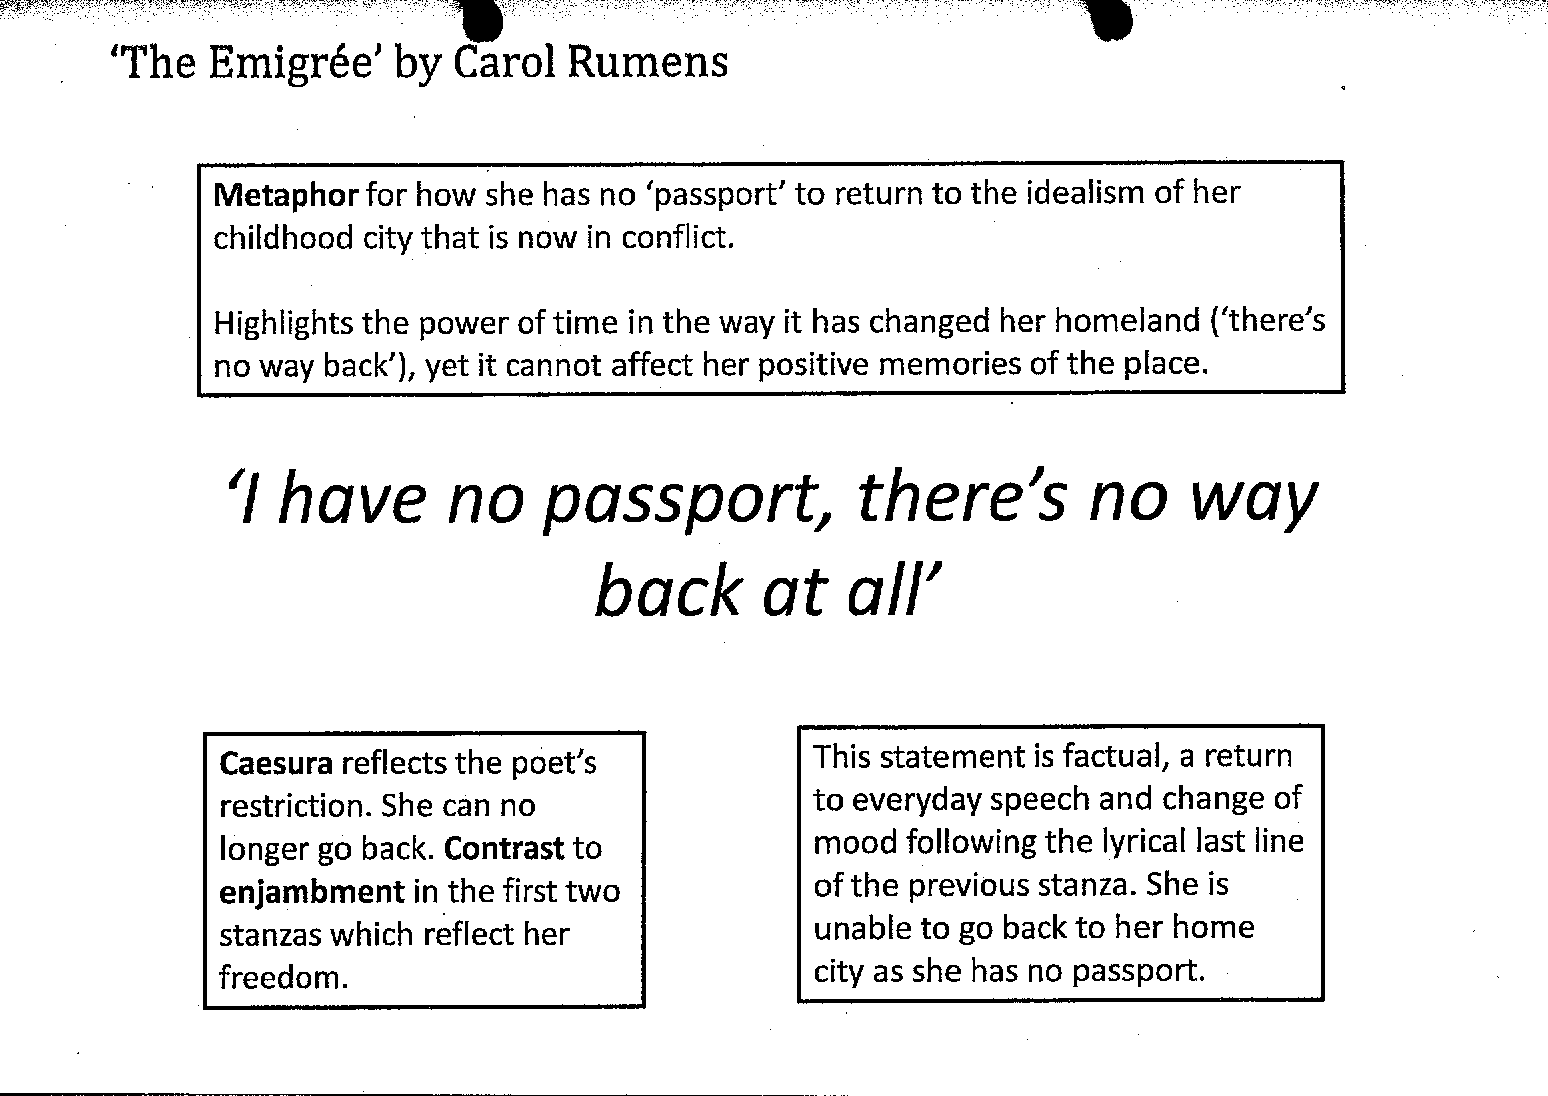 ‘The Emigrée’ by Carol Rumens
Metaphor for how she has no ‘passport’ to return to the idealism of her
childhood city that is now in conflict.
Highlights the power of time in the way it has changed her homeland (‘there’s
no way back’), yet it cannot affect her positive memories of the place.
‘I have no passport, there’s no way
back at all’
Caesura reflects the poet’s
restriction. She can no
longer go back. Contrast to
enjambment in the first two
stanzas which reflect her
freedom.
This statement is factual, a return
to everyday speech and change of
mood following the lyrical last line
of the previous stanza. She is
unable to go back to her home
city as she has no passport.